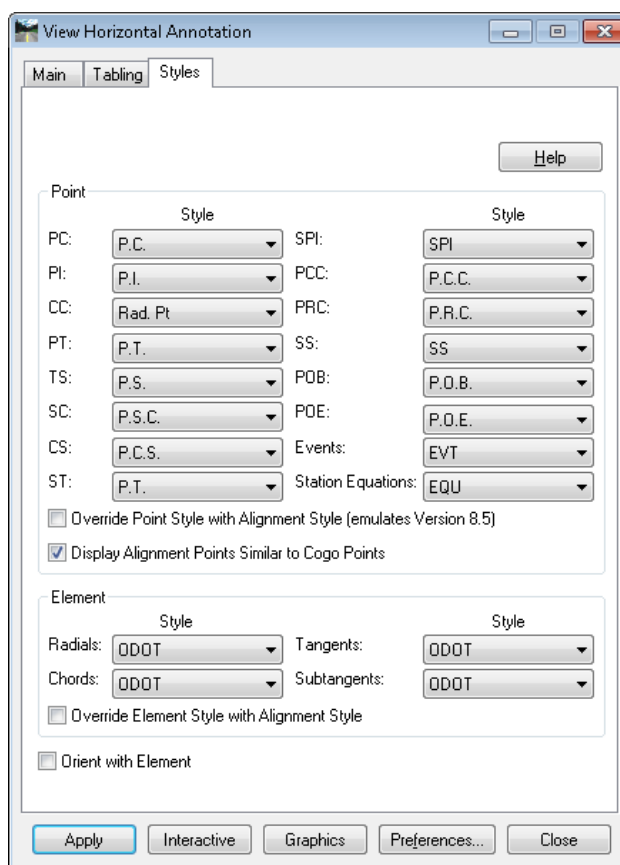 View Horizontal Annotation
Main Tabling Styles
Help
Point
Style Style
PC: P.C. SPI: SPI
PI: P.I. PCC: P.C.C.
CC: Rad. Pt PRC: P.R.C.
PT: P.T. SS: SS
TS: P.S. POB: P.O.B.
SC: P.S.C. POE: P.O.E.
CS: P.C.S. Events: EVT
ST: P.T. Station Equations: EQU
Override Point Style with Alignment Style (emulates Version 8.5)
Display Alignment Points Similar to Cogo Points
Element
Style Style
Radials: ODOT Tangents: ODOT
Chords: ODOT Subtangents: ODOT
Override Element Style with Alignment Style
Orient with Element
Apply Interactive Graphics Preferences... Close